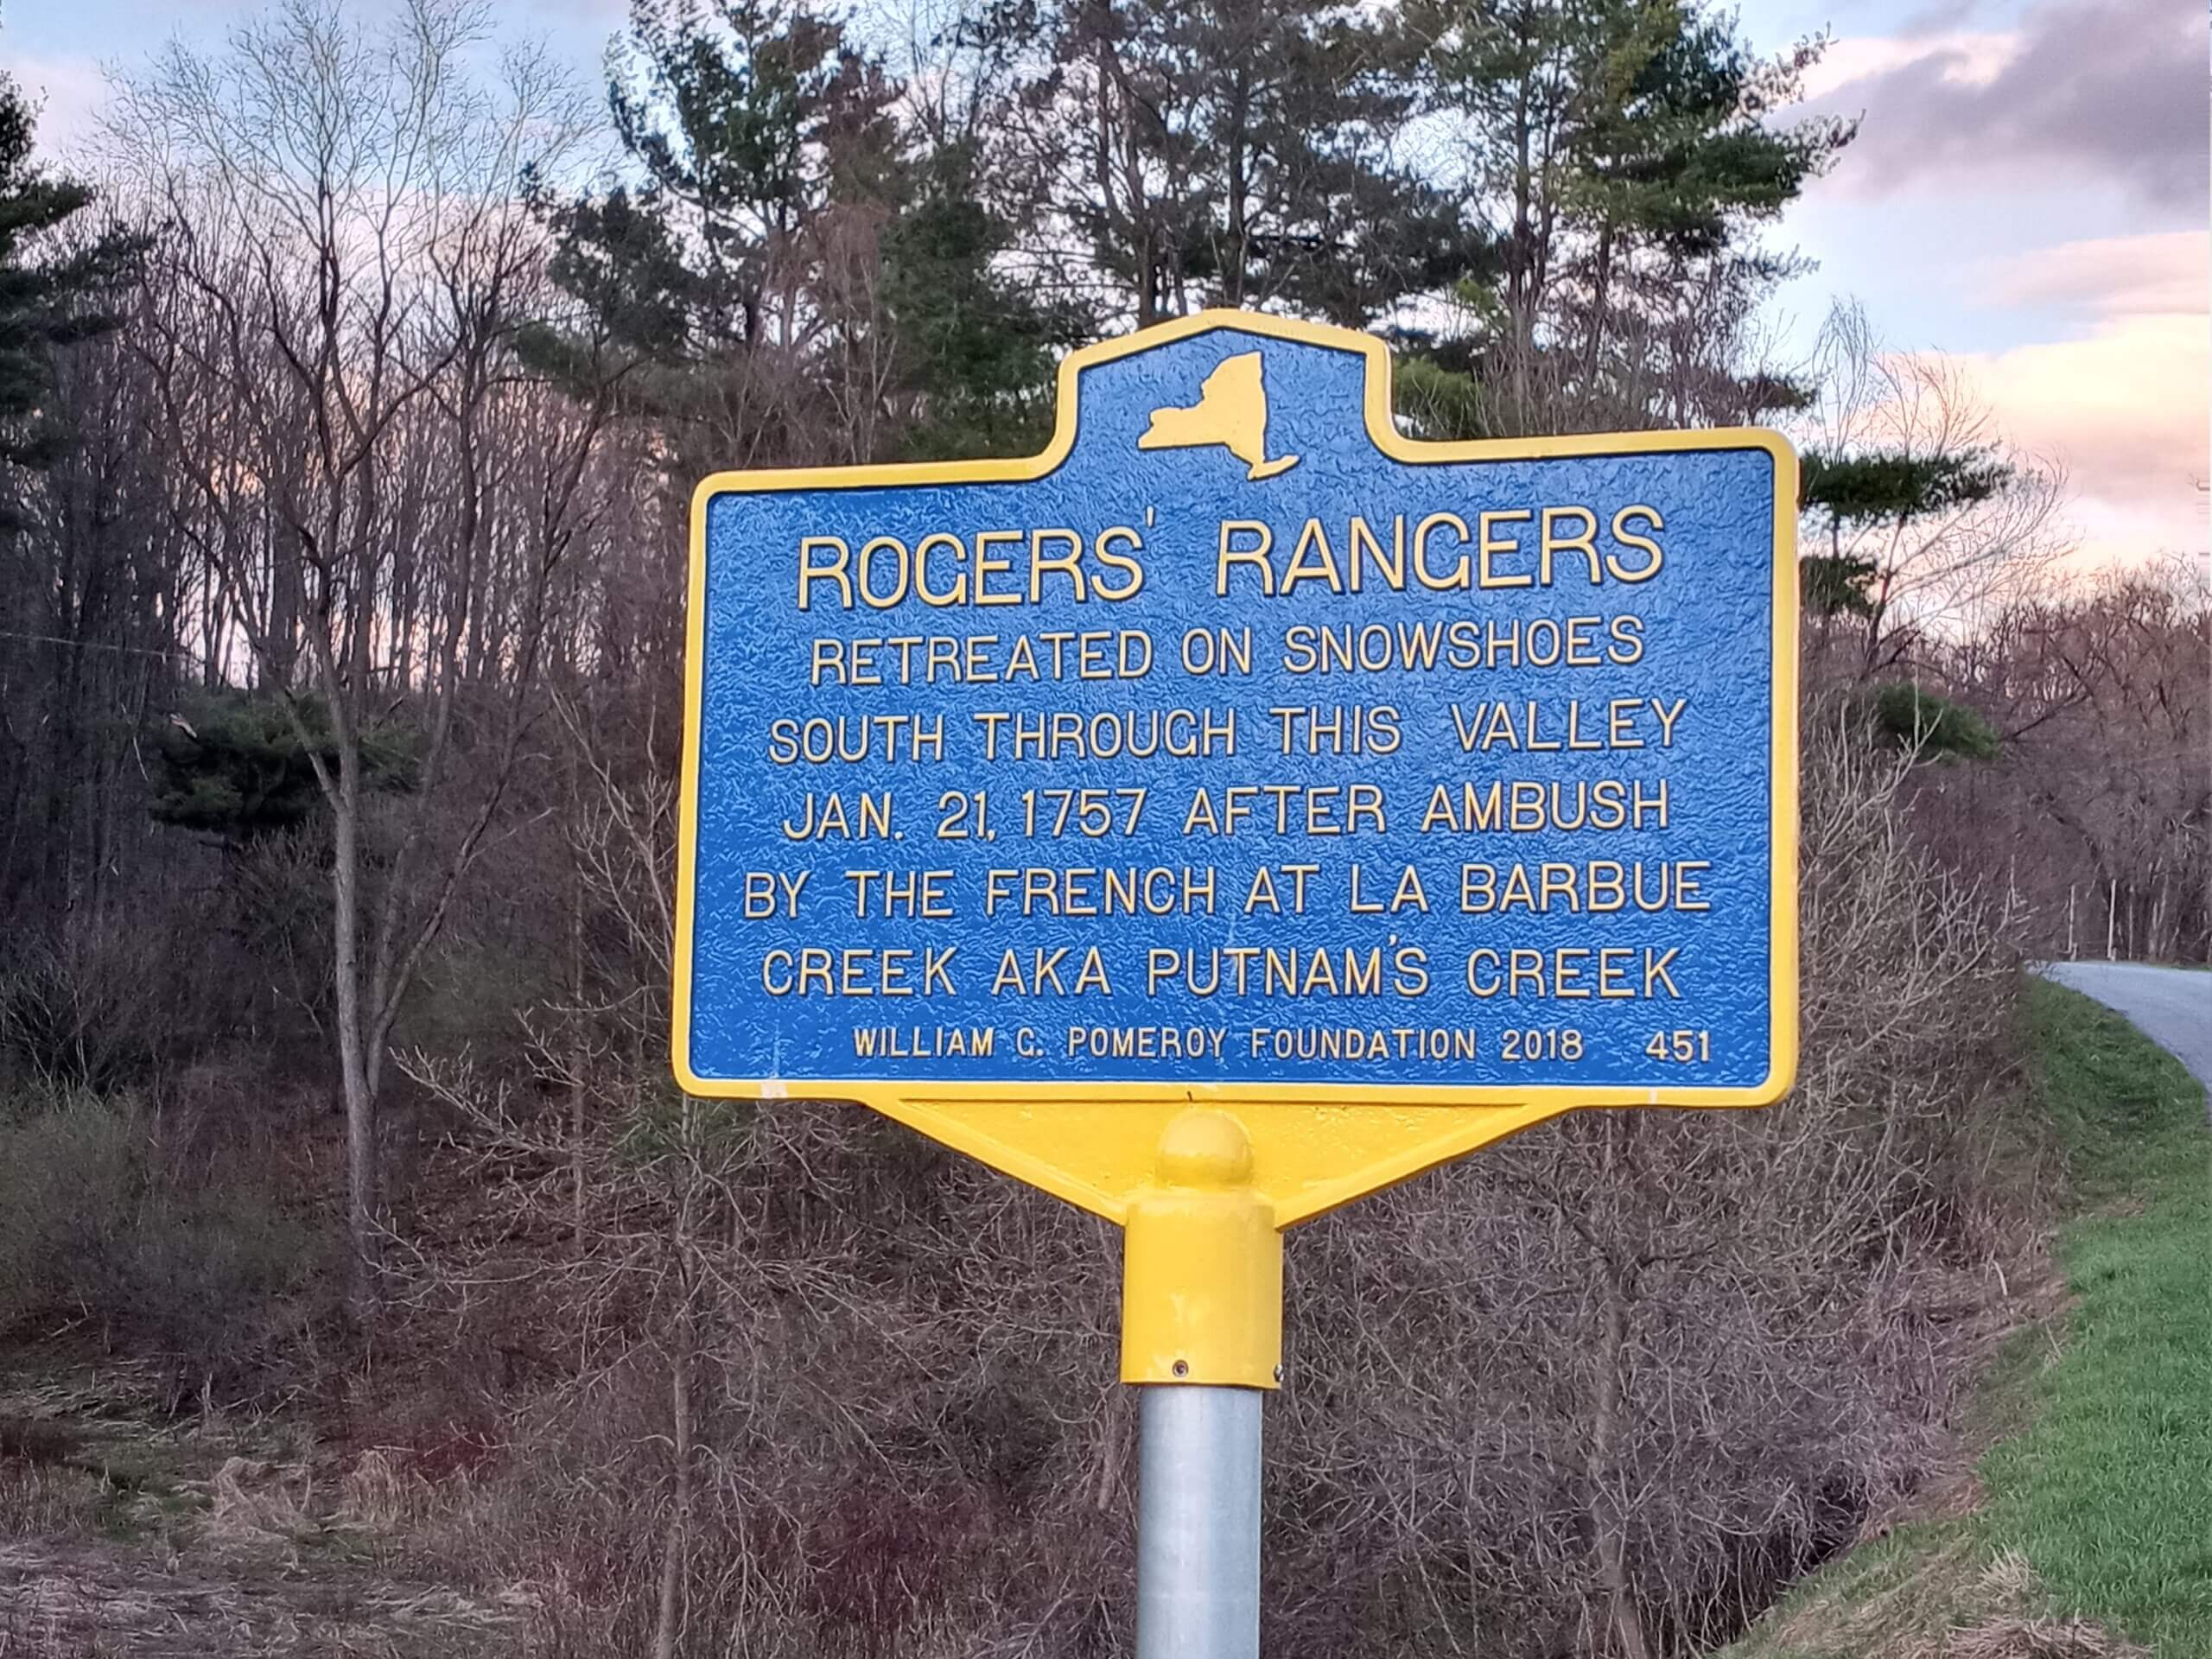 ROGERS' RANGERS
RETREATED ON SNOWSHOES
SOUTH THROUGH THIS VALLEY
JAN. 21, 1757 AFTER AMBUSH
BY THE FRENCH AT LA BARBUE
CREEK AKA PUTNAM'S CREEK
WILLIAM G. POMEROY FOUNDATION 2018 451